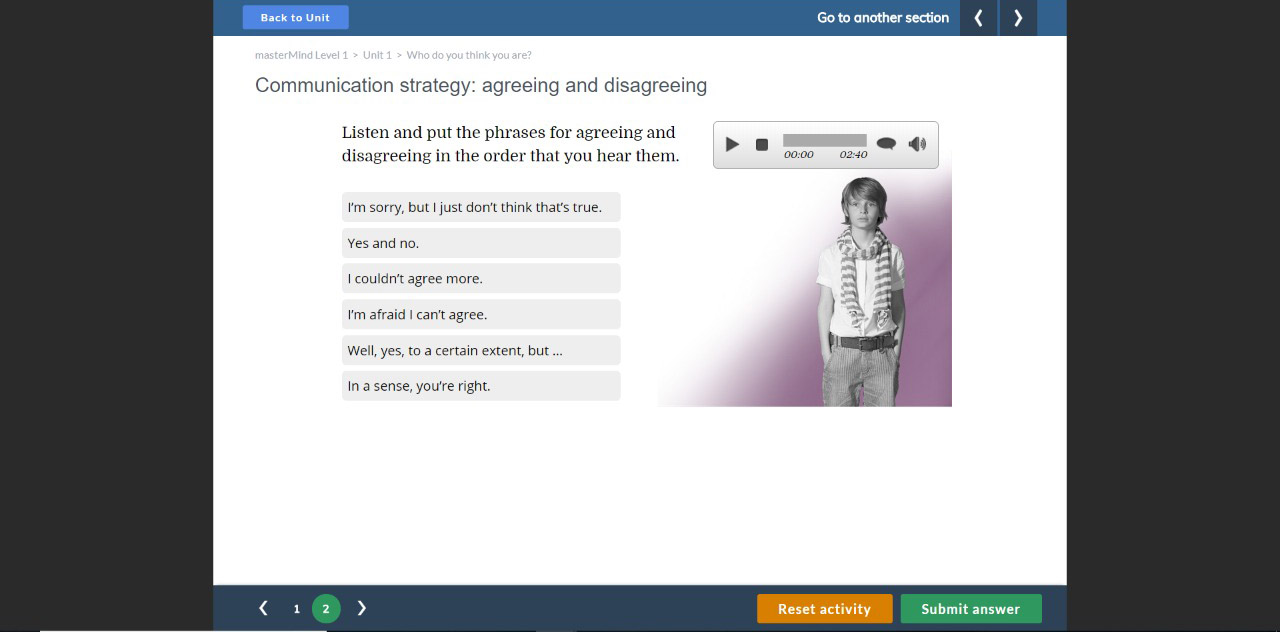 Back to Unit
Go to another section
masterMind Level 1 > Unit 1 > Who do you think you are?
Communication strategy: agreeing and disagreeing
Listen and put the phrases for agreeing and
disagreeing in the order that you hear them.
00:00 02:40
I’m sorry, but I just don’t think that’s true.
Yes and no.
I couldn’t agree more.
I’m afraid I can’t agree.
Well, yes, to a certain extent, but ...
In a sense, you’re right.
1 2
Reset activity
Submit answer